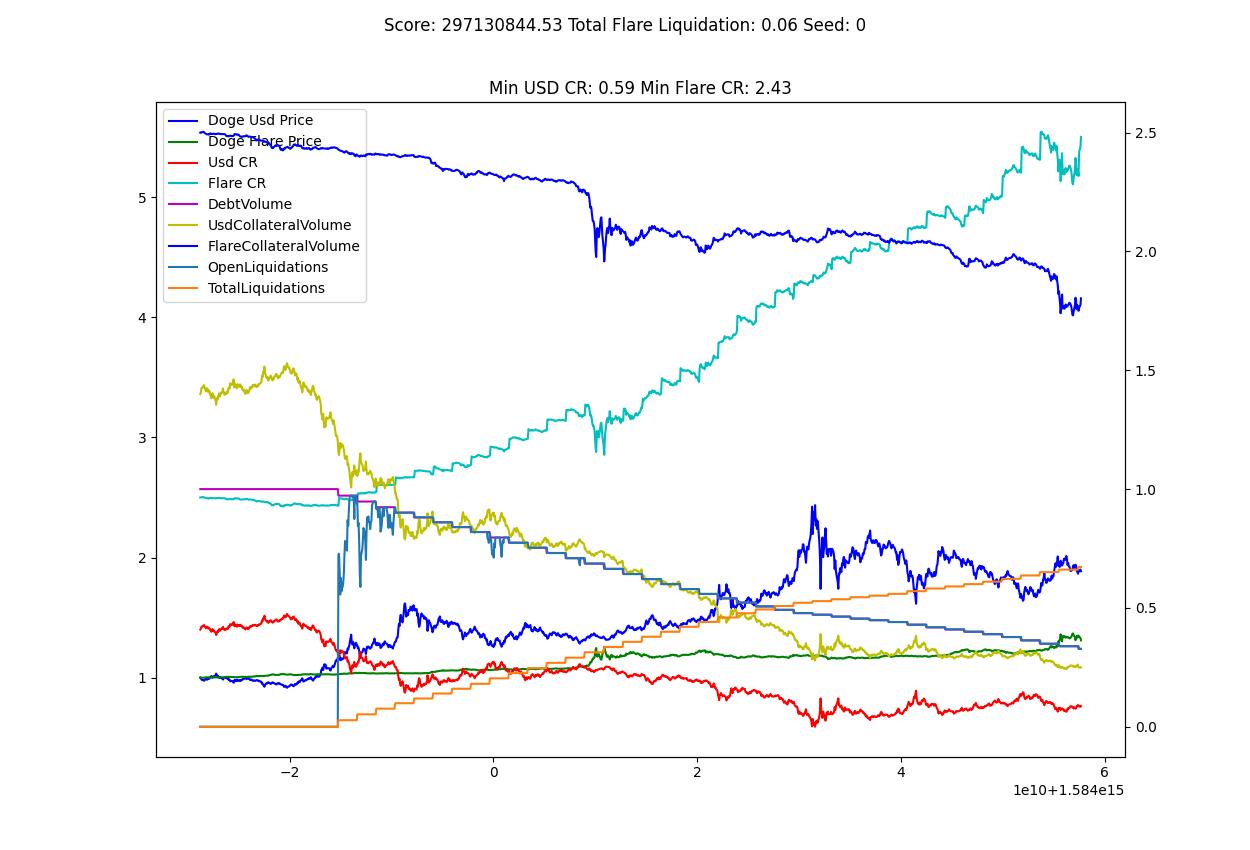 Score: 297130844.53 Total Flare Liquidation: 0.06 Seed: 0
Min USD CR: 0.59 Min Flare CR: 2.43
Doge Usd Price
Doge Flare Price
Usd CR
Flare CR
DebtVolume
UsdCollateralVolume
FlareCollateralVolume
OpenLiquidations
TotalLiquidations
5
4
3
2
1
2.5
2.0
1.5
1.0
0.5
0.0
−2 0 2 4 6
1e10+1.584e15